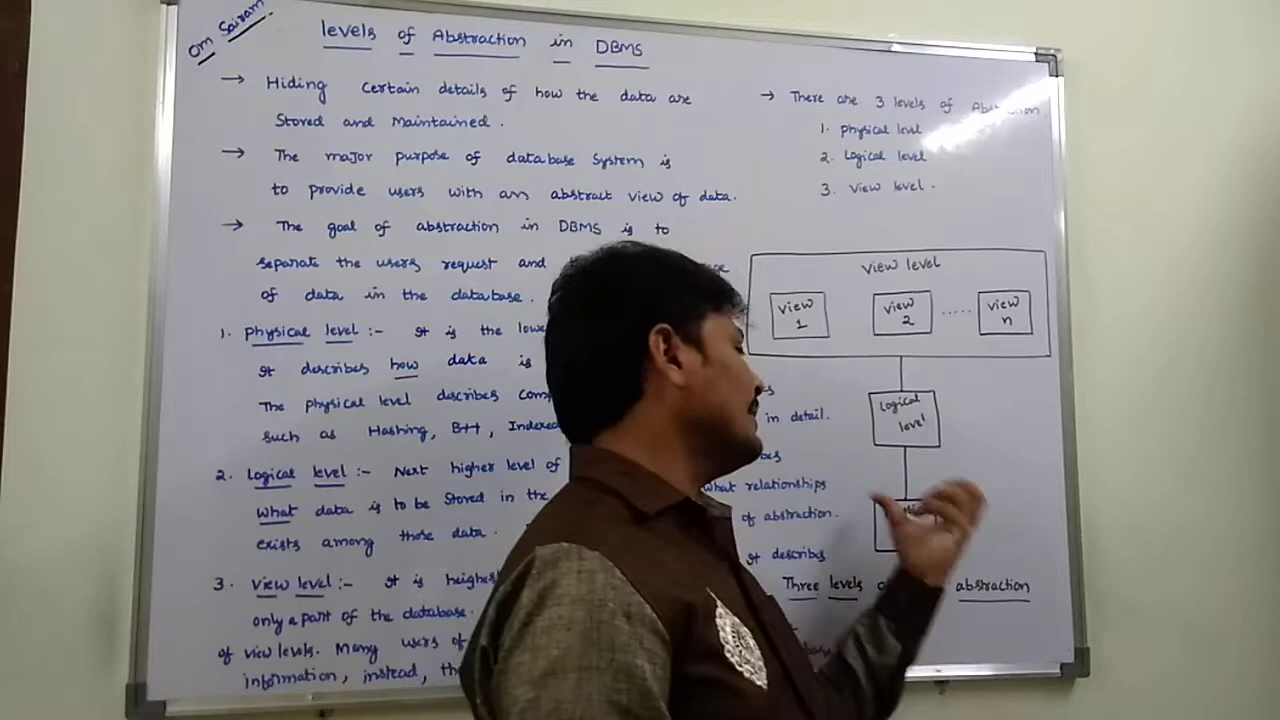 Om Sairam
levels of Abstraction in DBMS
→ Hiding certain details of how the data are
Stored and Maintained.
→ The major purpose of database System is
to provide users with an abstract view of data.
→ The goal of abstraction in DBMS is to
separate the users request and
of data in the database.
1. Physical level :- It is the
It describes how data is
The physical level describes
such as Hashing, B++,
in detail.
2. Logical level :- Next higher level of
what data is to be stored in the
what relationships
exists among those data.
of abstraction.
3. View level :-  It is
It describes
only a part of the database.
of view levels. Many users of
information, instead,
→ There are 3 levels of
1. physical level
2. Logical level
3. view level.
view level
view 1
view 2
.....
view n
Logical level
Three levels
abstraction